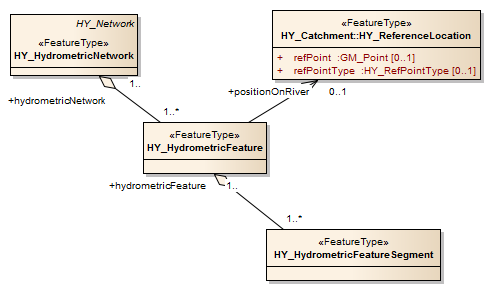 HY_Network
«FeatureType»
HY_HydrometricNetwork
«FeatureType»
HY_Catchment::HY_ReferenceLocation
+ refPoint :GM_Point [0..1]
+ refPointType :HY_RefPointType [0..1]
+hydrometricNetwork
1..
+positionOnRiver
0..1
1..*
«FeatureType»
HY_HydrometricFeature
+hydrometricFeature
1..
1..*
«FeatureType»
HY_HydrometricFeatureSegment